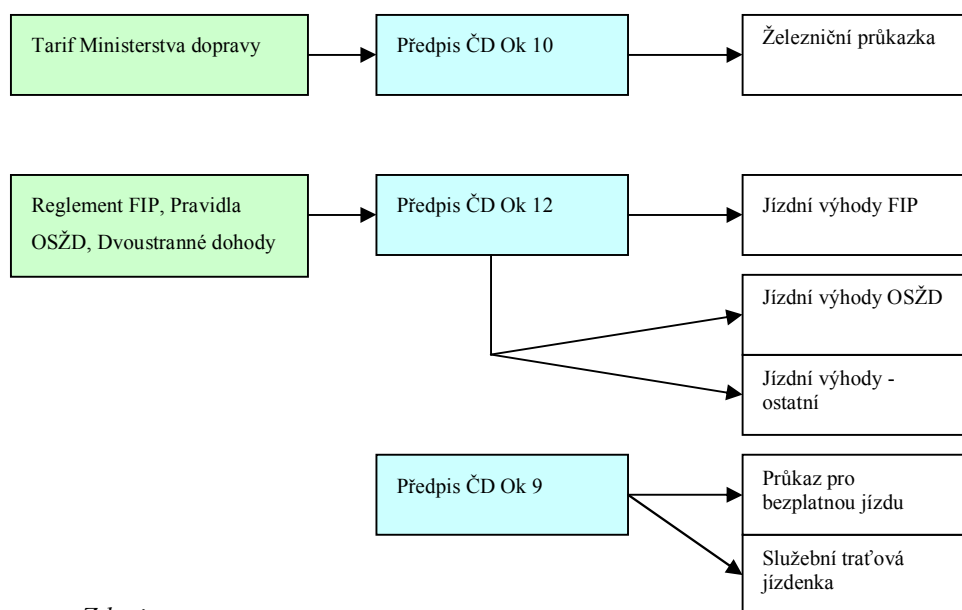 Tarif Ministerstva dopravy
Předpis ČD Ok 10
Železniční průkazka
Reglement FIP, Pravidla
OSŽD, Dvoustranné dohody
Předpis ČD Ok 12
Jízdní výhody FIP
Jízdní výhody OSŽD
Jízdní výhody -
ostatní
Předpis ČD Ok 9
Průkaz pro
bezplatnou jízdu
Služební traťová
jízdenka